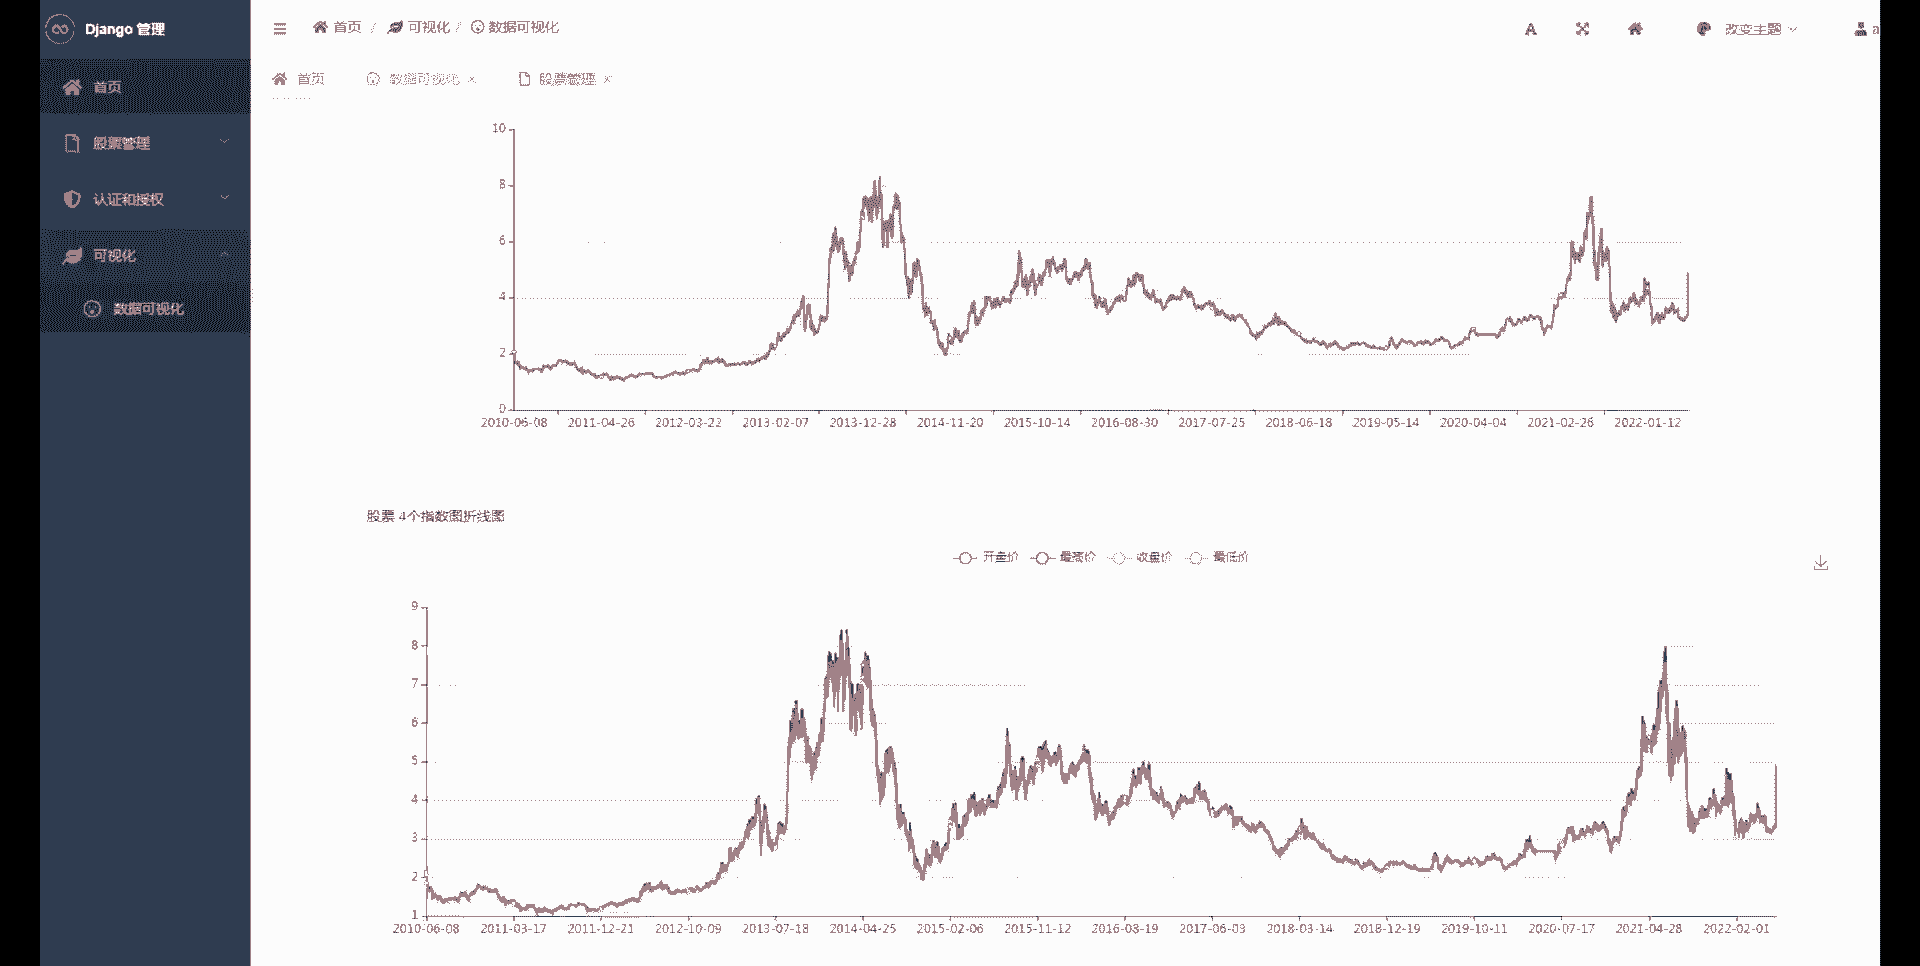 Django 管理
首页 / 可视化 / 数据可视化
改变主题
a
首页
数据可视化 ×
股票管理 ×
首页
股票管理
认证和授权
可视化
数据可视化
10
8
6
4
2
0
2010-06-08 2011-04-26 2012-03-22 2013-02-07 2013-12-28 2014-11-20 2015-10-14 2016-08-30 2017-07-25 2018-06-18 2019-05-14 2020-04-04 2021-02-26 2022-01-12
股票 4个指数图折线图
开盘价 最高价 收盘价 最低价
9
8
7
6
5
4
3
2
1
2010-06-08 2011-03-17 2011-12-21 2012-10-09 2013-07-18 2014-04-25 2015-02-06 2015-11-12 2016-08-19 2017-06-03 2018-03-14 2018-12-19 2019-10-11 2020-07-17 2021-04-28 2022-02-01